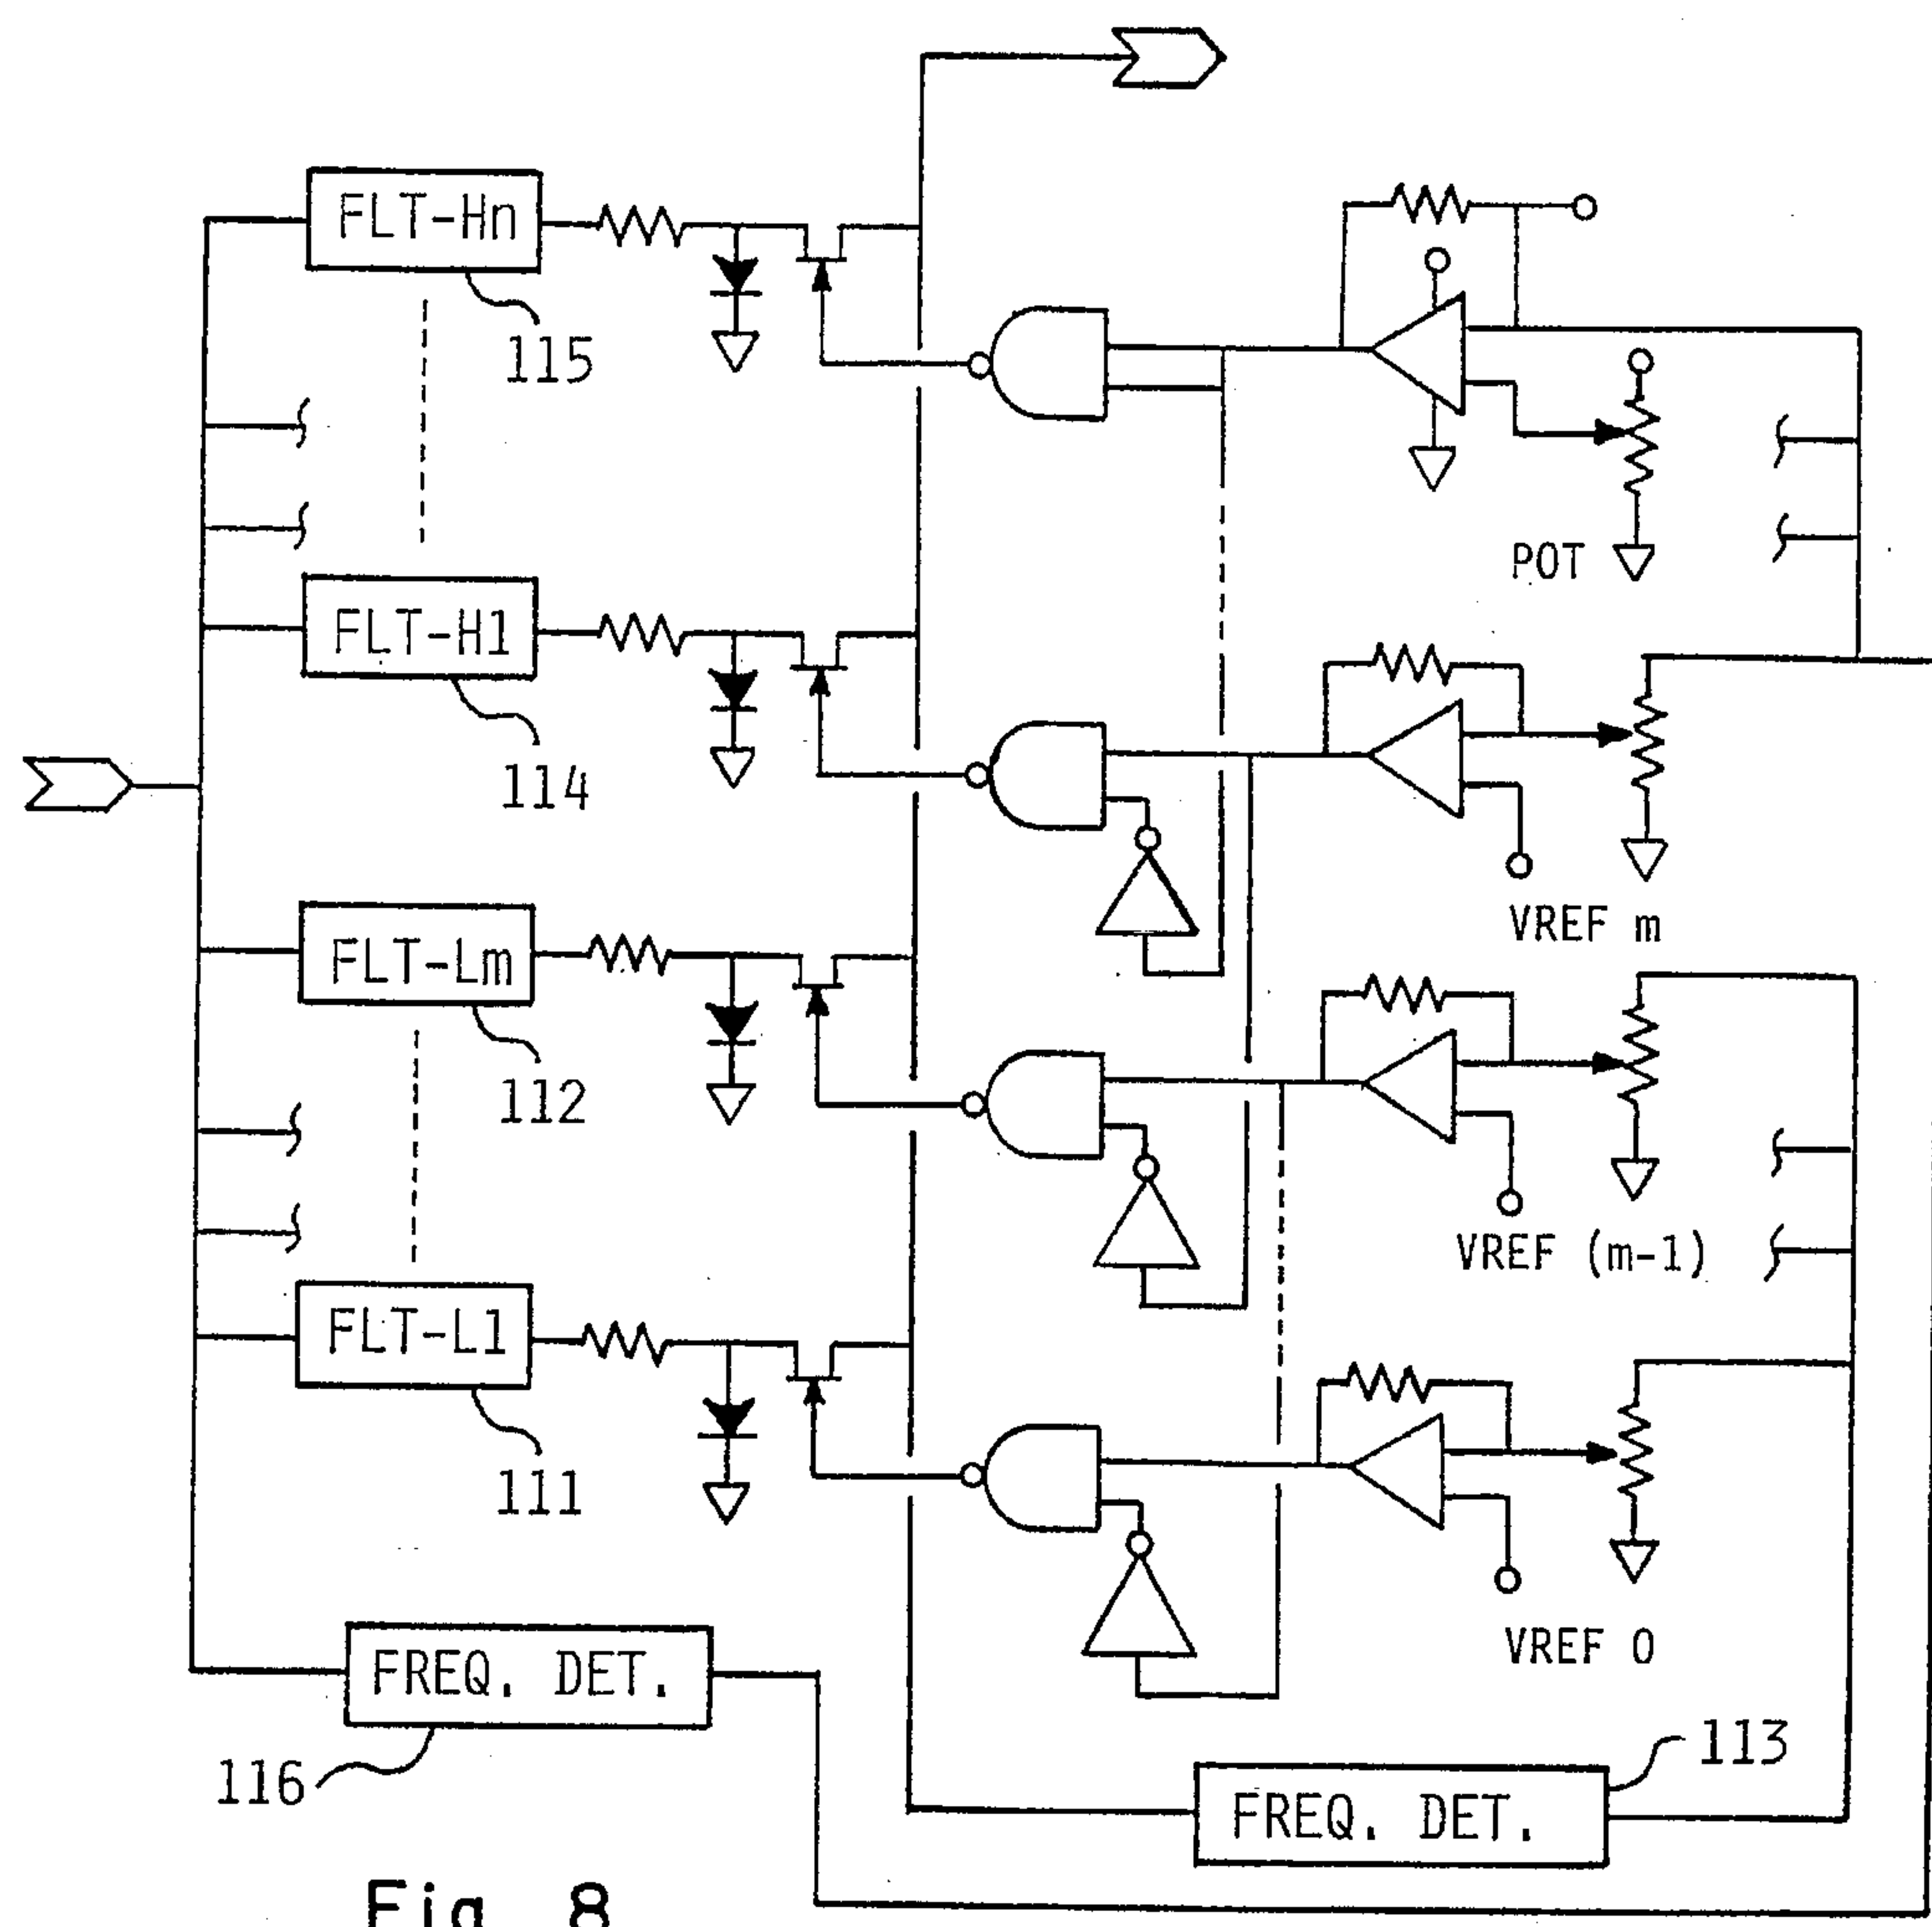 FLT-Hn
115
POT
FLT-H1
114
VREF m
FLT-Lm
112
VREF (m-1)
FLT-L1
111
VREF 0
FREQ. DET.
116
113
FREQ. DET.
Fig. 8